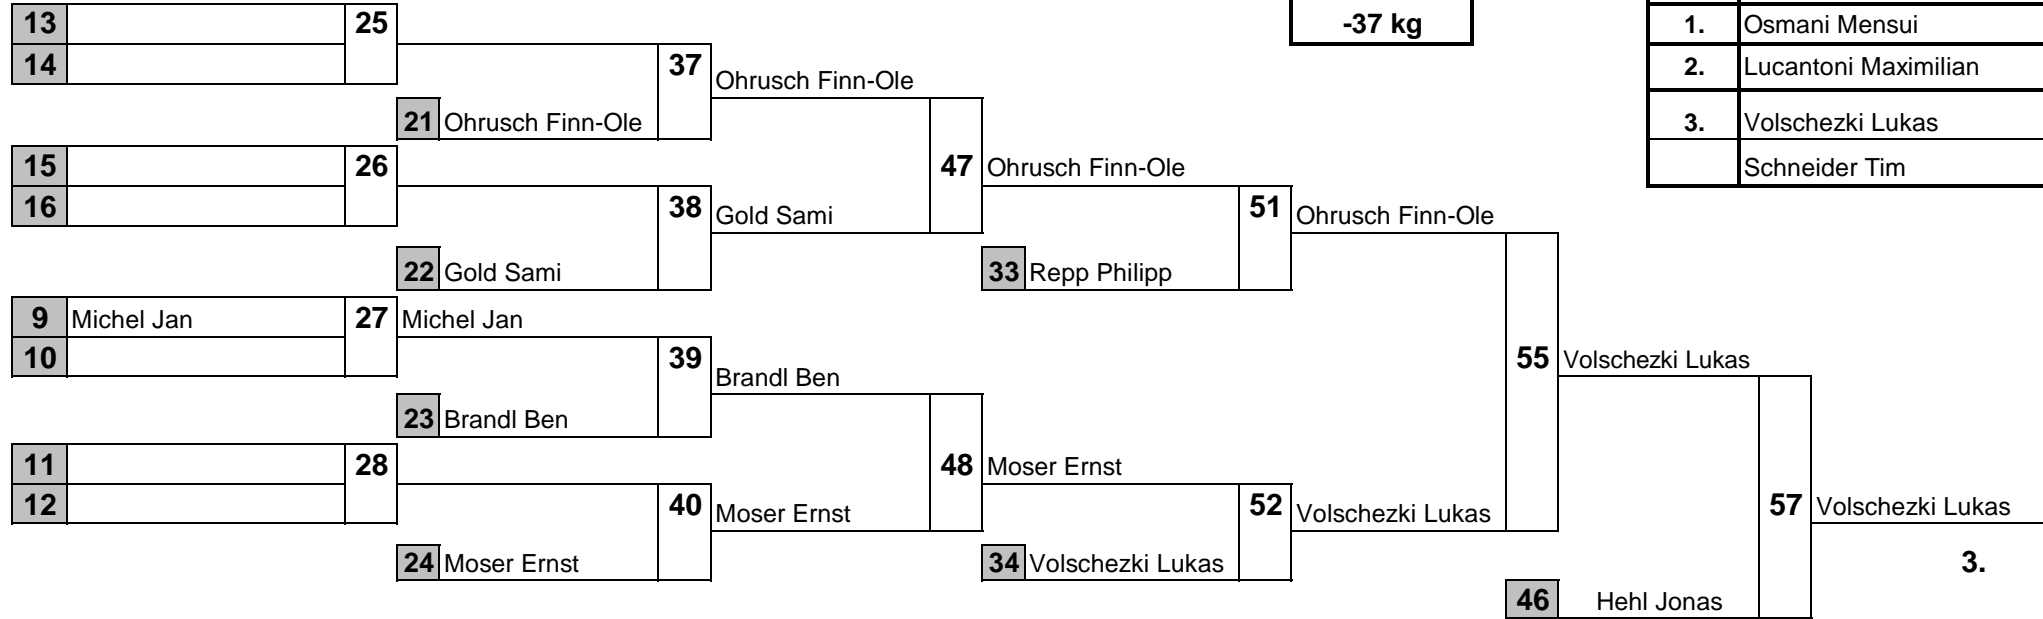 13 25 -37 kg 1. Osmani Mensui
14 37 Ohrusch Finn-Ole 2. Lucantoni Maximilian
21 Ohrusch Finn-Ole 3. Volschezki Lukas
15 26 47 Ohrusch Finn-Ole Schneider Tim
16 38 Gold Sami 51 Ohrusch Finn-Ole
22 Gold Sami 33 Repp Philipp
9 Michel Jan 27 Michel Jan
10 39 Brandl Ben 55 Volschezki Lukas
23 Brandl Ben
11 28 48 Moser Ernst
12 40 Moser Ernst 52 Volschezki Lukas 57 Volschezki Lukas
24 Moser Ernst 34 Volschezki Lukas 3.
46 Hehl Jonas